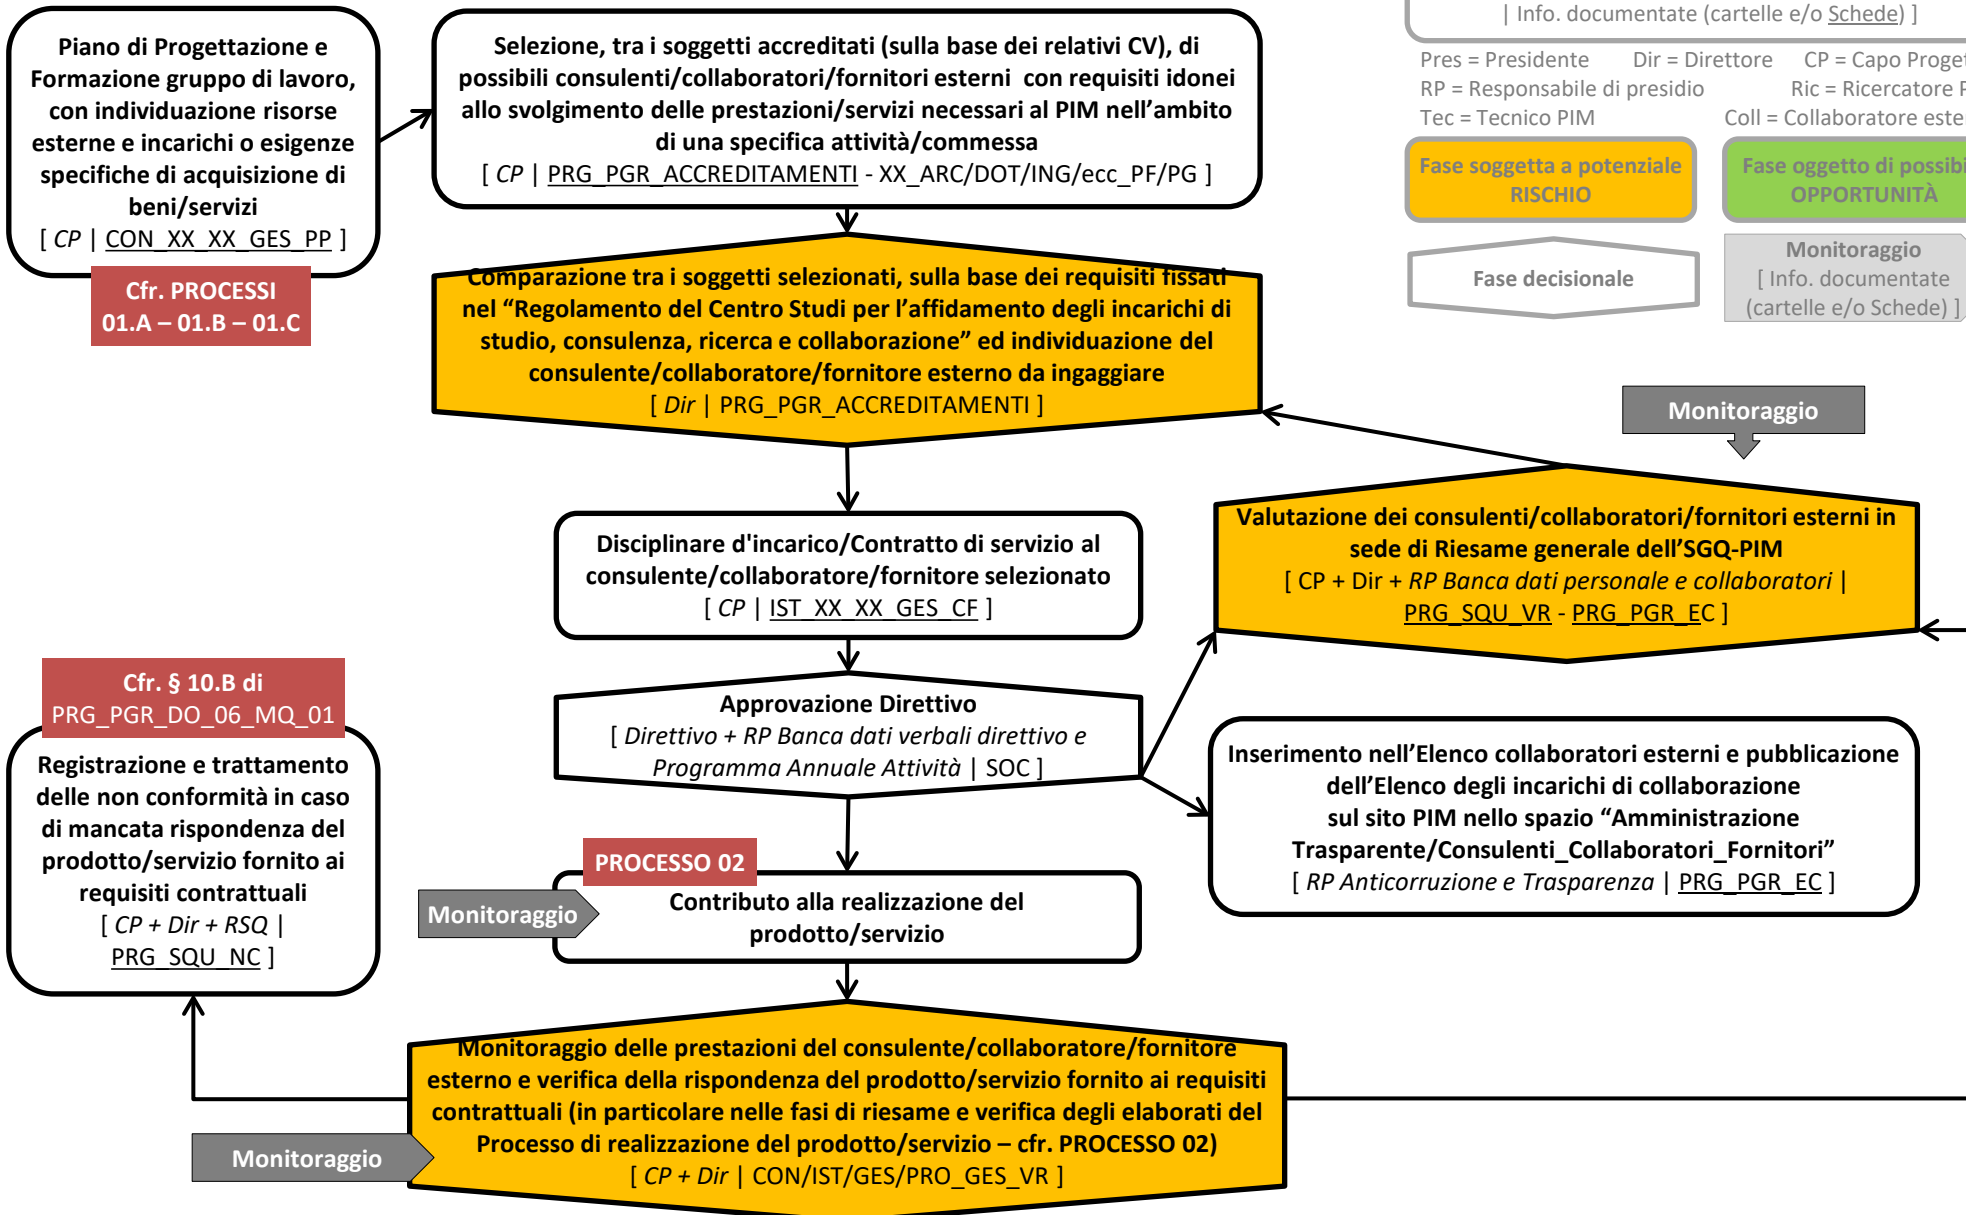 Piano di Progettazione e
Formazione gruppo di lavoro,
con individuazione risorse
esterne e incarichi o esigenze
specifiche di acquisizione di
beni/servizi
[ CP | CON_XX_XX_GES_PP ]
Cfr. PROCESSI
01.A – 01.B – 01.C
Selezione, tra i soggetti accreditati (sulla base dei relativi CV), di
possibili consulenti/collaboratori/fornitori esterni con requisiti idonei
allo svolgimento delle prestazioni/servizi necessari al PIM nell’ambito
di una specifica attività/commessa
[ CP | PRG_PGR_ACCREDITAMENTI - XX_ARC/DOT/ING/ecc_PF/PG ]
| Info. documentate (cartelle e/o Schede) ]
Pres = Presidente Dir = Direttore CP = Capo Proget
RP = Responsabile di presidio Ric = Ricercatore P
Tec = Tecnico PIM Coll = Collaboratore ester
Fase soggetta a potenziale
RISCHIO
Fase oggetto di possibi
OPPORTUNITÀ
Fase decisionale
Monitoraggio
[ Info. documentate
(cartelle e/o Schede) ]
Comparazione tra i soggetti selezionati, sulla base dei requisiti fissati
nel “Regolamento del Centro Studi per l’affidamento degli incarichi di
studio, consulenza, ricerca e collaborazione” ed individuazione del
consulente/collaboratore/fornitore esterno da ingaggiare
[ Dir | PRG_PGR_ACCREDITAMENTI ]
Monitoraggio
Valutazione dei consulenti/collaboratori/fornitori esterni in
sede di Riesame generale dell’SGQ-PIM
[ CP + Dir + RP Banca dati personale e collaboratori |
PRG_SQU_VR - PRG_PGR_EC ]
Disciplinare d'incarico/Contratto di servizio al
consulente/collaboratore/fornitore selezionato
[ CP | IST_XX_XX_GES_CF ]
Approvazione Direttivo
[ Direttivo + RP Banca dati verbali direttivo e
Programma Annuale Attività | SOC ]
Inserimento nell’Elenco collaboratori esterni e pubblicazione
dell’Elenco degli incarichi di collaborazione
sul sito PIM nello spazio “Amministrazione
Trasparente/Consulenti_Collaboratori_Fornitori”
[ RP Anticorruzione e Trasparenza | PRG_PGR_EC ]
Cfr. § 10.B di
PRG_PGR_DO_06_MQ_01
Registrazione e trattamento
delle non conformità in caso
di mancata rispondenza del
prodotto/servizio fornito ai
requisiti contrattuali
[ CP + Dir + RSQ |
PRG_SQU_NC ]
PROCESSO 02
Monitoraggio
Contributo alla realizzazione del
prodotto/servizio
Monitoraggio delle prestazioni del consulente/collaboratore/fornitore
esterno e verifica della rispondenza del prodotto/servizio fornito ai requisiti
contrattuali (in particolare nelle fasi di riesame e verifica degli elaborati del
Processo di realizzazione del prodotto/servizio – cfr. PROCESSO 02)
[ CP + Dir | CON/IST/GES/PRO_GES_VR ]
Monitoraggio